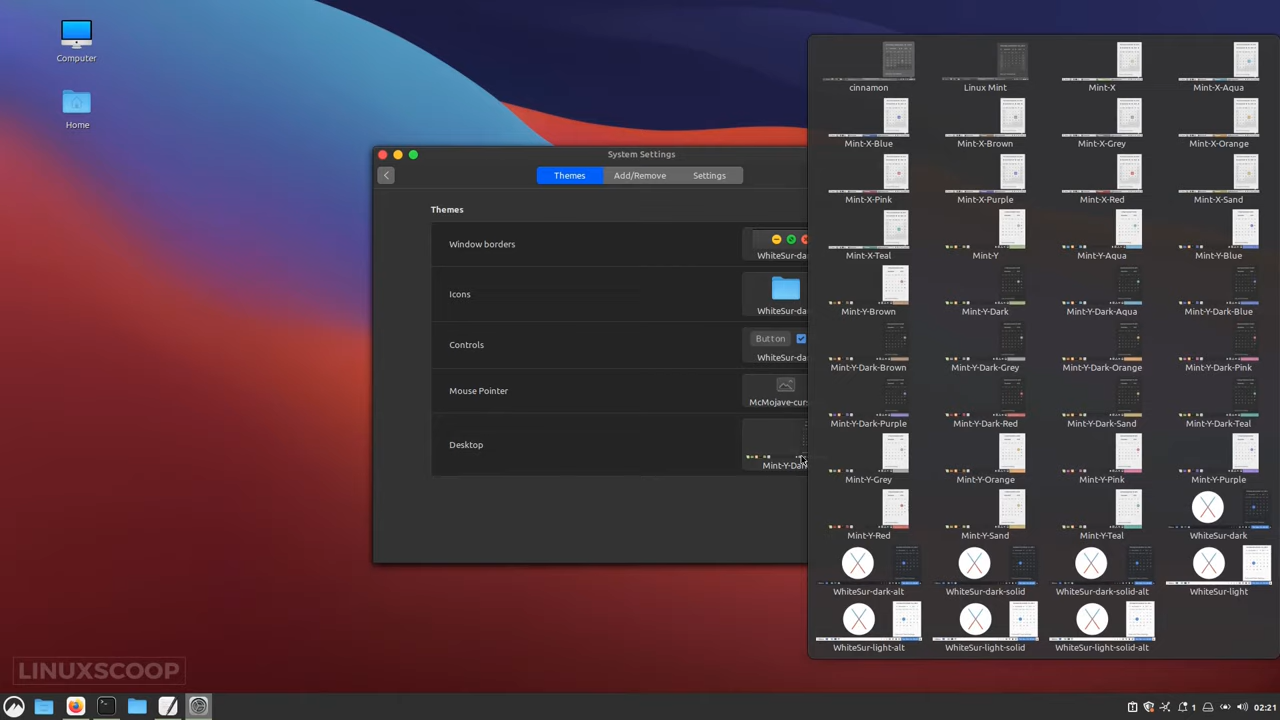 Computer
Home
LINUXSCOOP
System Settings
Themes
Add/Remove
Settings
Themes
Window borders
WhiteSur-da
Icons
WhiteSur-da
Controls
Button
WhiteSur-da
Mouse Pointer
McMojave-cur
Desktop
Mint-Y-Dar
cinnamon
Linux Mint
Mint-X
Mint-X-Aqua
Mint-X-Blue
Mint-X-Brown
Mint-X-Grey
Mint-X-Orange
Mint-X-Pink
Mint-X-Purple
Mint-X-Red
Mint-X-Sand
Mint-X-Teal
Mint-Y
Mint-Y-Aqua
Mint-Y-Blue
Mint-Y-Brown
Mint-Y-Dark
Mint-Y-Dark-Aqua
Mint-Y-Dark-Blue
Mint-Y-Dark-Brown
Mint-Y-Dark-Grey
Mint-Y-Dark-Orange
Mint-Y-Dark-Pink
Mint-Y-Dark-Purple
Mint-Y-Dark-Red
Mint-Y-Dark-Sand
Mint-Y-Dark-Teal
Mint-Y-Grey
Mint-Y-Orange
Mint-Y-Pink
Mint-Y-Purple
Mint-Y-Red
Mint-Y-Sand
Mint-Y-Teal
WhiteSur-dark
WhiteSur-dark-alt
WhiteSur-dark-solid
WhiteSur-dark-solid-alt
WhiteSur-light
WhiteSur-light-alt
WhiteSur-light-solid
WhiteSur-light-solid-alt
1
02:21